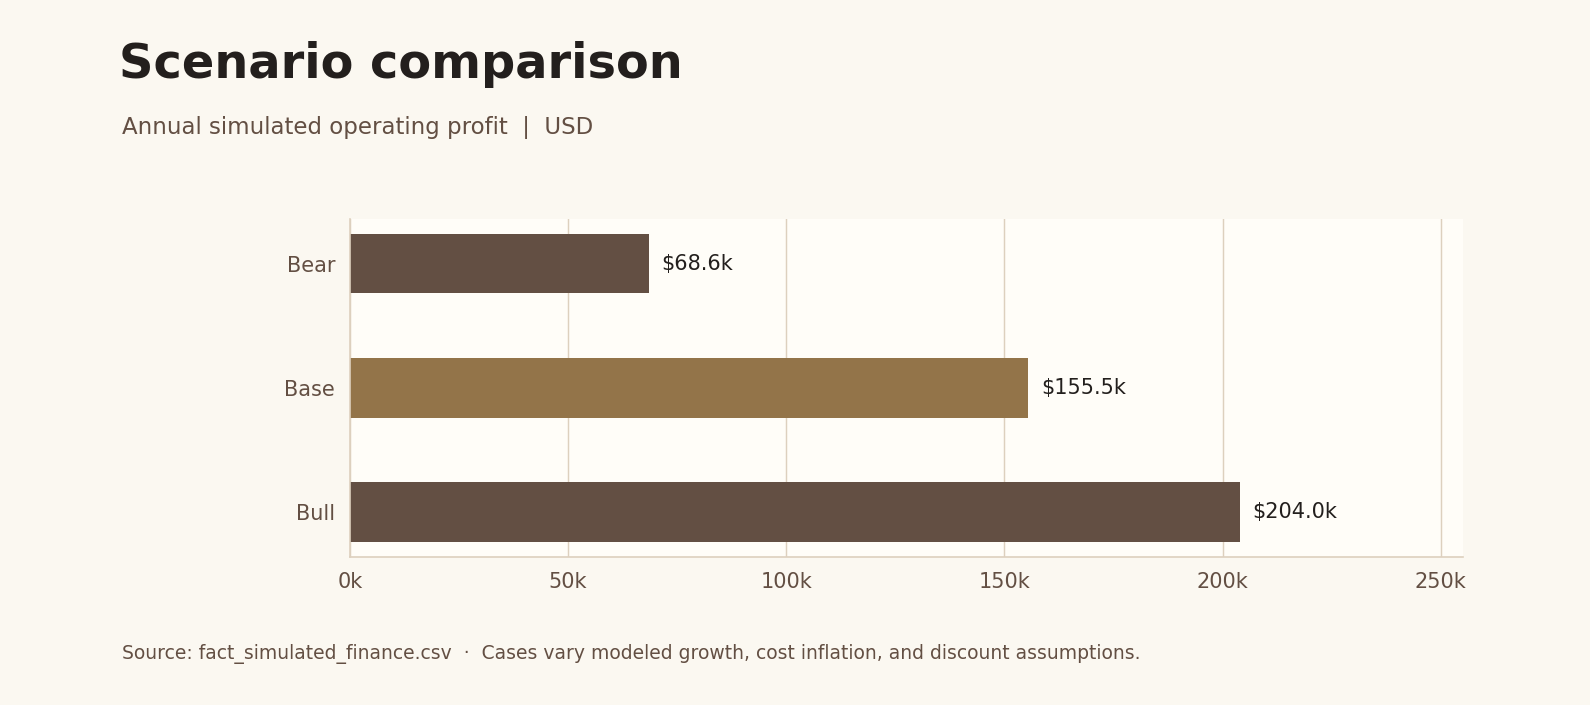 Scenario comparison
Annual simulated operating profit | USD
Bear
$68.6k
Base
$155.5k
Bull
$204.0k
0k 50k 100k 150k 200k 250k
Source: fact_simulated_finance.csv · Cases vary modeled growth, cost inflation, and discount assumptions.